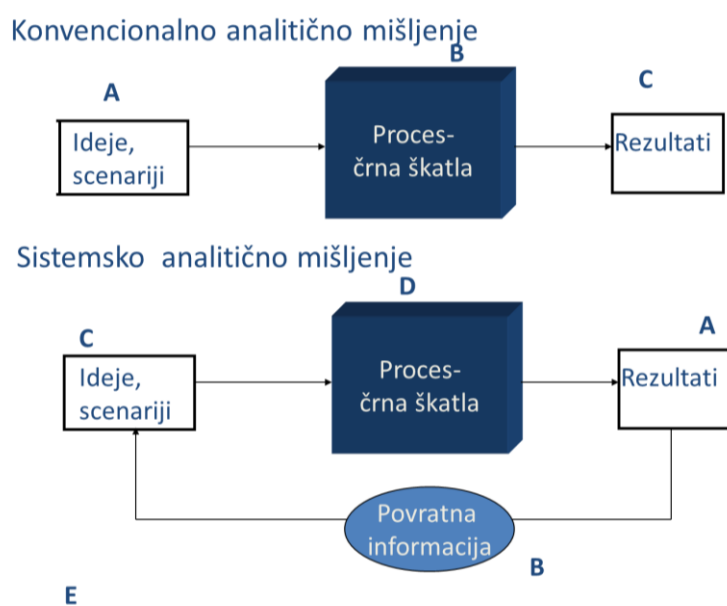 Konvencionalno analitično mišljenje
B
A
C
Ideje,
scenariji
Proces-
črna škatla
Rezultati
Sistemsko analitično mišljenje
D
A
C
Ideje,
scenariji
Proces-
črna škatla
Rezultati
Povratna
informacija
B
E